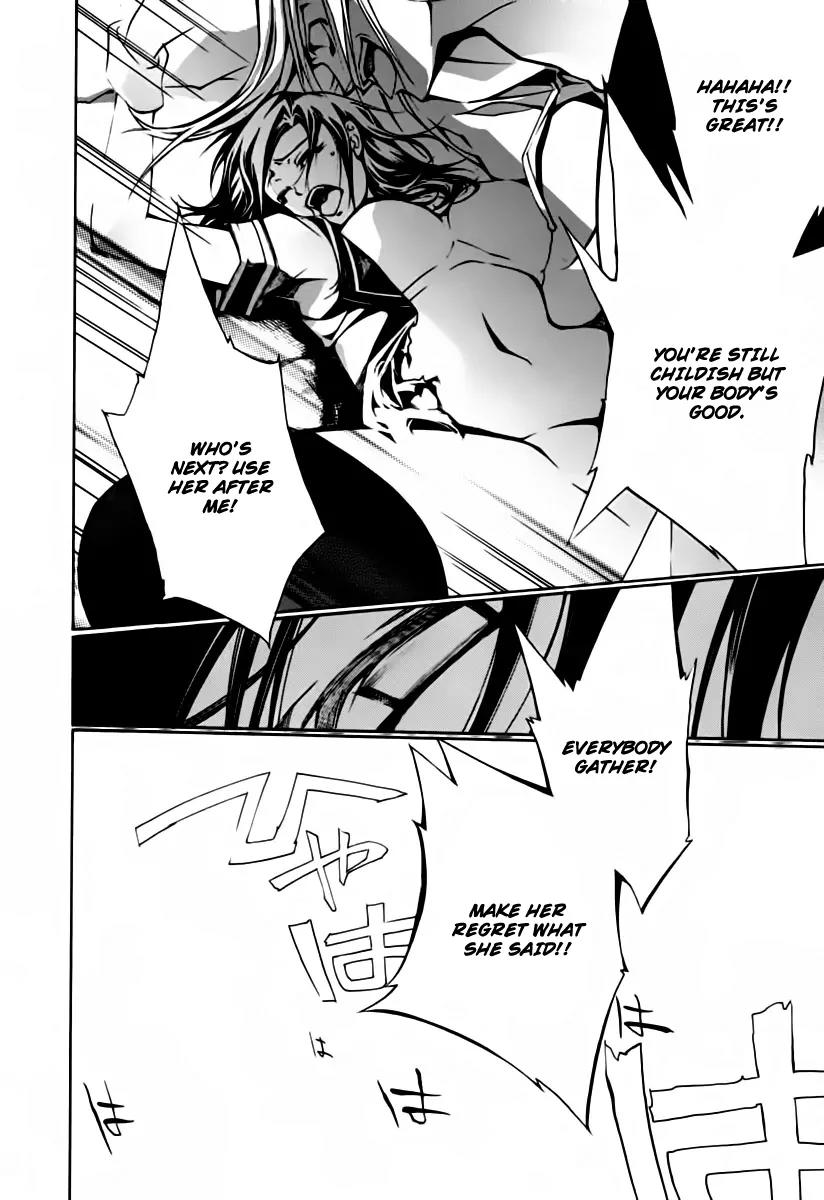 HAHAHA!!
THIS'S
GREAT!!
YOU'RE STILL
CHILDISH BUT
YOUR BODY'S
GOOD.
WHO'S
NEXT? USE
HER AFTER
ME!
EVERYBODY
GATHER!
MAKE HER
REGRET WHAT
SHE SAID!!
ひゃは
は
は
は
は